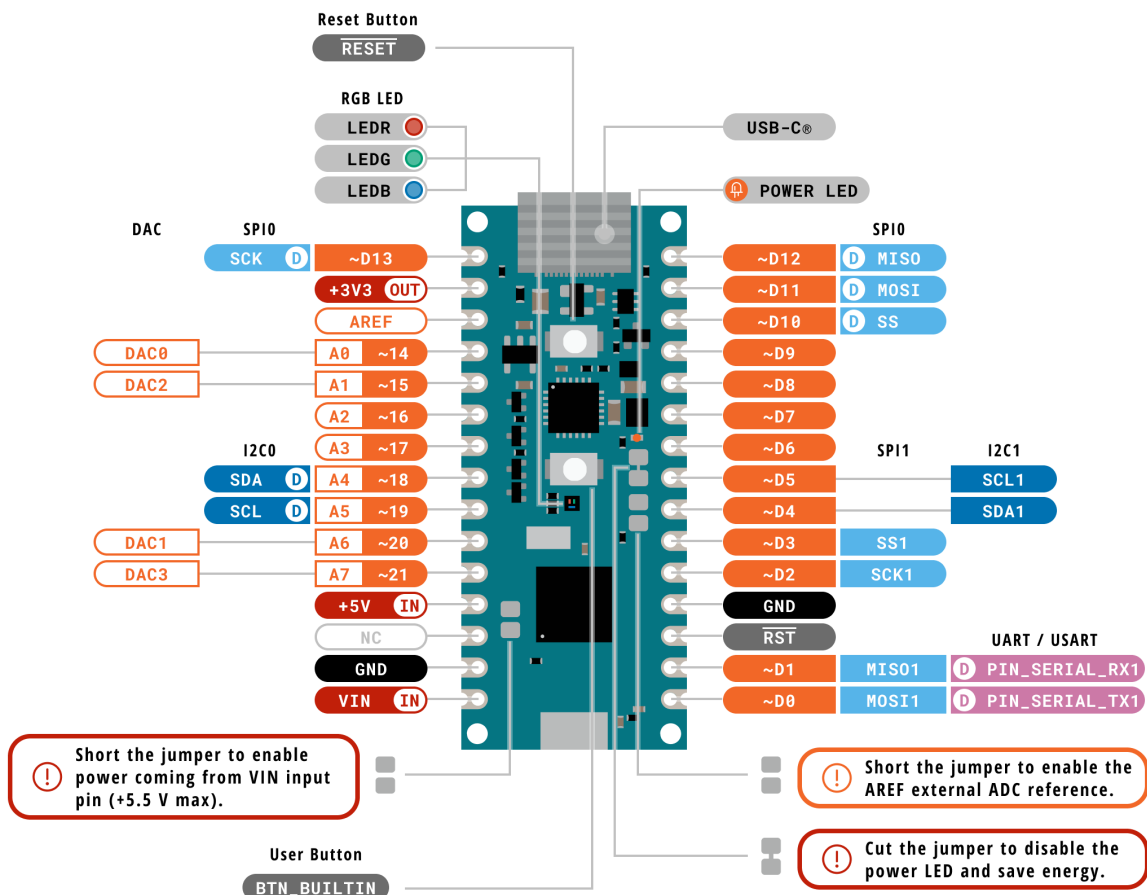 Reset Button
RESET
RGB LED
LEDR
LEDG
LEDB
USB-C®
POWER LED
DAC SPI0 SPI0
SCK D ~D13 ~D12 D MISO
+3V3 OUT ~D11 D MOSI
AREF ~D10 D SS
DAC0 A0 ~14 ~D9
DAC2 A1 ~15 ~D8
A2 ~16 ~D7
A3 ~17 ~D6
I2C0 SPI1 I2C1
SDA D A4 ~18 ~D5 SCL1
SCL D A5 ~19 ~D4 SDA1
DAC1 A6 ~20 ~D3 SS1
DAC3 A7 ~21 ~D2 SCK1
+5V IN GND
NC RST
UART / USART
GND ~D1 MISO1 D PIN_SERIAL_RX1
VIN IN ~D0 MOSI1 D PIN_SERIAL_TX1
! Short the jumper to enable
power coming from VIN input
pin (+5.5 V max).
! Short the jumper to enable the
AREF external ADC reference.
! Cut the jumper to disable the
power LED and save energy.
User Button
BTN_BUILTIN